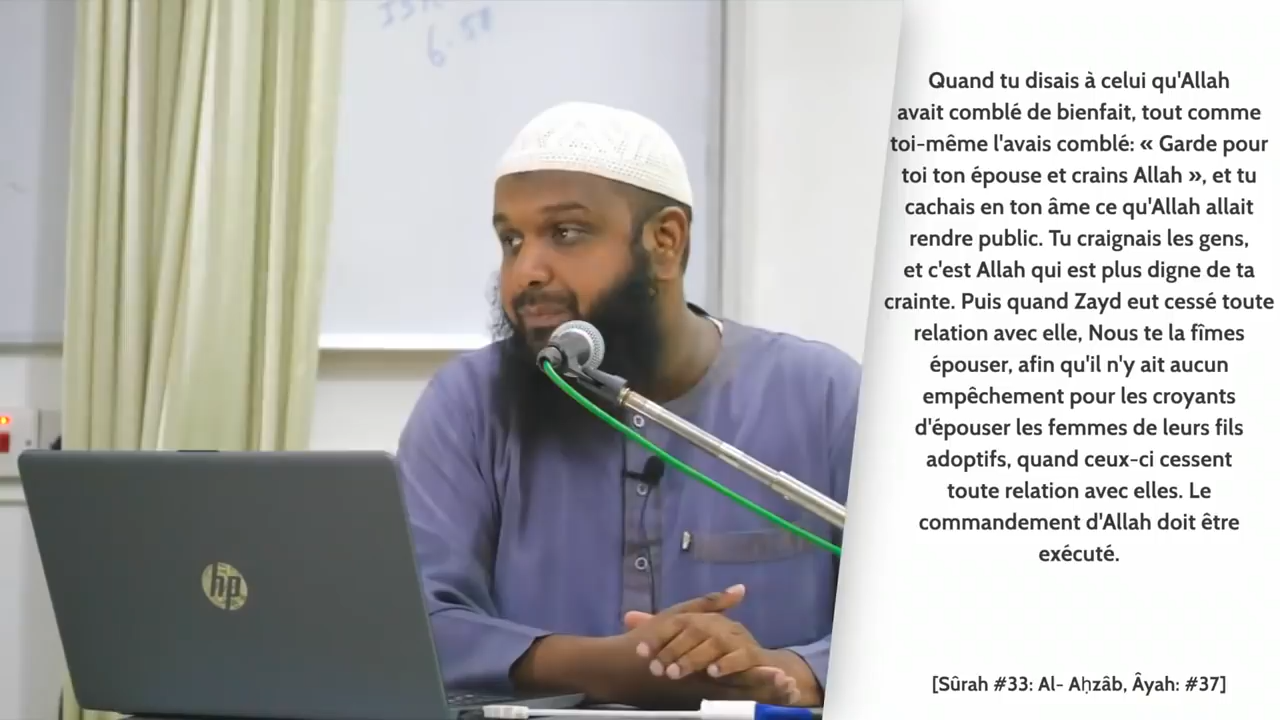 6.50
hp
Quand tu disais à celui qu'Allah
avait comblé de bienfait, tout comme
toi-même l'avais comblé: « Garde pour
toi ton épouse et crains Allah », et tu
cachais en ton âme ce qu'Allah allait
rendre public. Tu craignais les gens,
et c'est Allah qui est plus digne de ta
crainte. Puis quand Zayd eut cessé toute
relation avec elle, Nous te la fîmes
épouser, afin qu'il n'y ait aucun
empêchement pour les croyants
d'épouser les femmes de leurs fils
adoptifs, quand ceux-ci cessent
toute relation avec elles. Le
commandement d'Allah doit être
exécuté.
[Sûrah #33: Al- Aḥzâb, Âyah: #37]